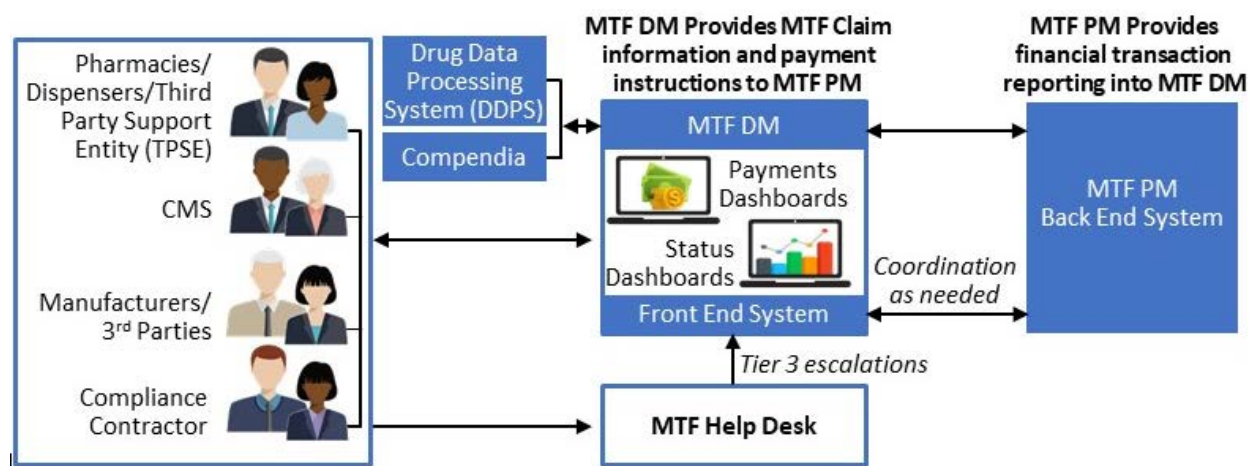 Pharmacies/
Dispensers/Third
Party Support
Entity (TPSE)
CMS
Manufacturers/
3rd Parties
Compliance
Contractor
Drug Data
Processing
System (DDPS)
Compendia
MTF DM Provides MTF Claim
information and payment
instructions to MTF PM
MTF DM
Payments
Dashboards
Status
Dashboards
Front End System
Tier 3 escalations
MTF Help Desk
MTF PM Provides
financial transaction
reporting into MTF DM
MTF PM
Back End System
Coordination
as needed